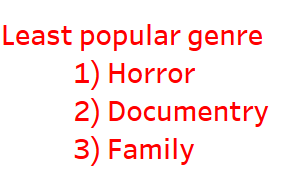 Least popular genre
1) Horror
2) Documentry
3) Family